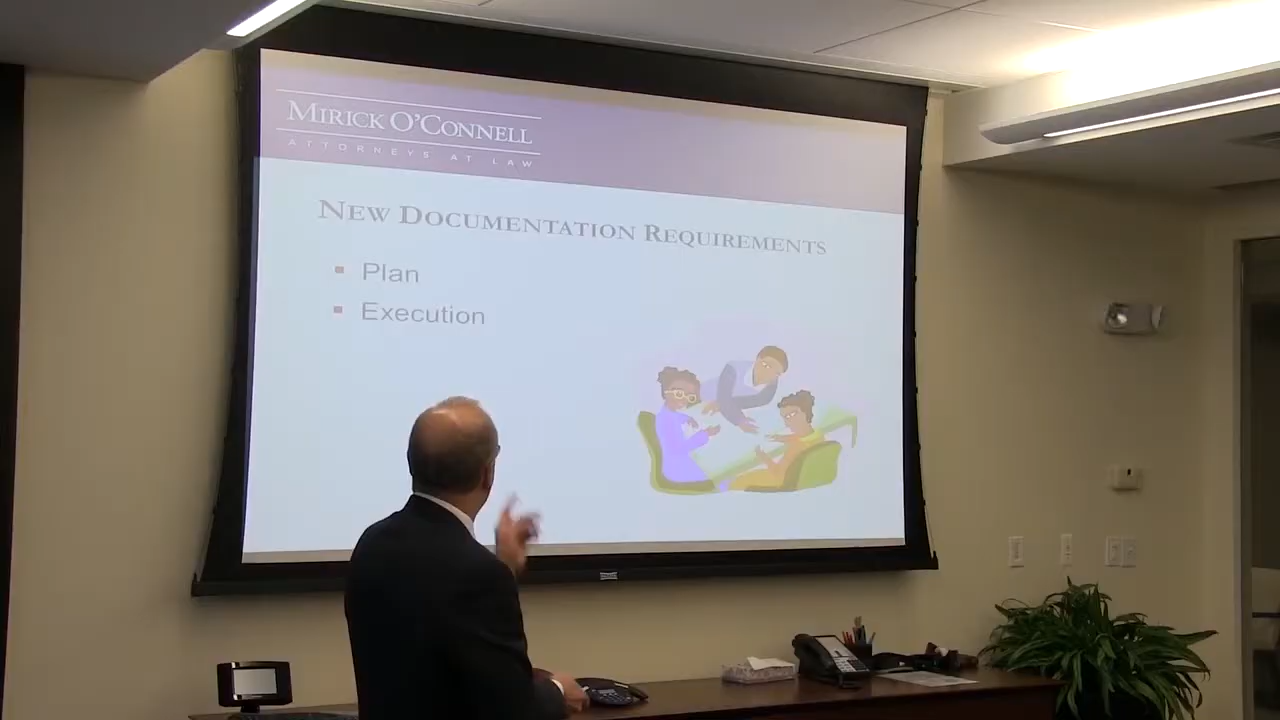 MIRICK O'CONNELL
ATTORNEYS AT LAW
NEW DOCUMENTATION REQUIREMENTS
Plan
Execution